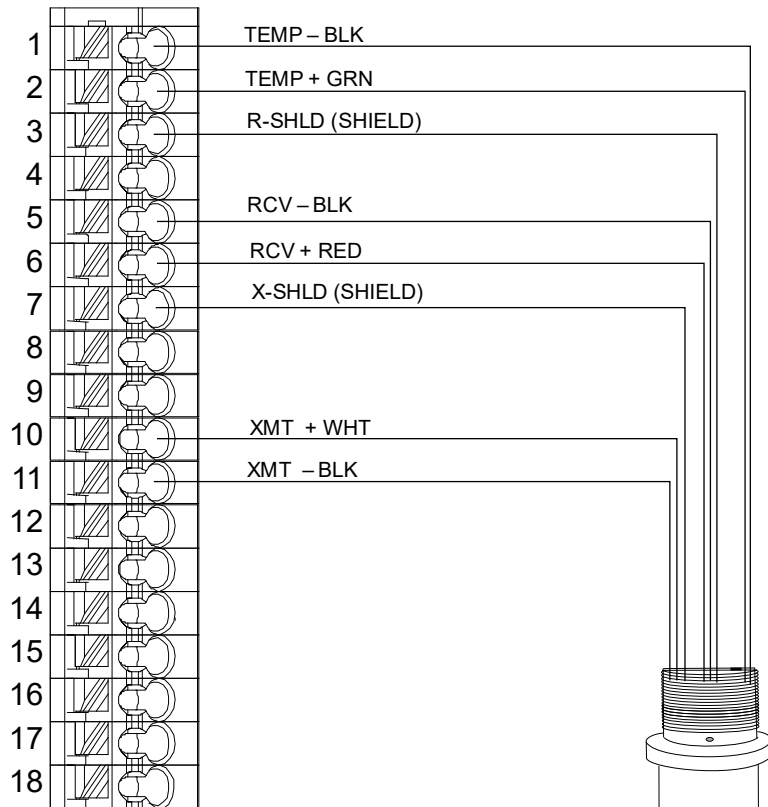 1 TEMP – BLK
2 TEMP + GRN
3 R-SHLD (SHIELD)
4
5 RCV – BLK
6 RCV + RED
7 X-SHLD (SHIELD)
8
9
10 XMT + WHT
11 XMT – BLK
12
13
14
15
16
17
18